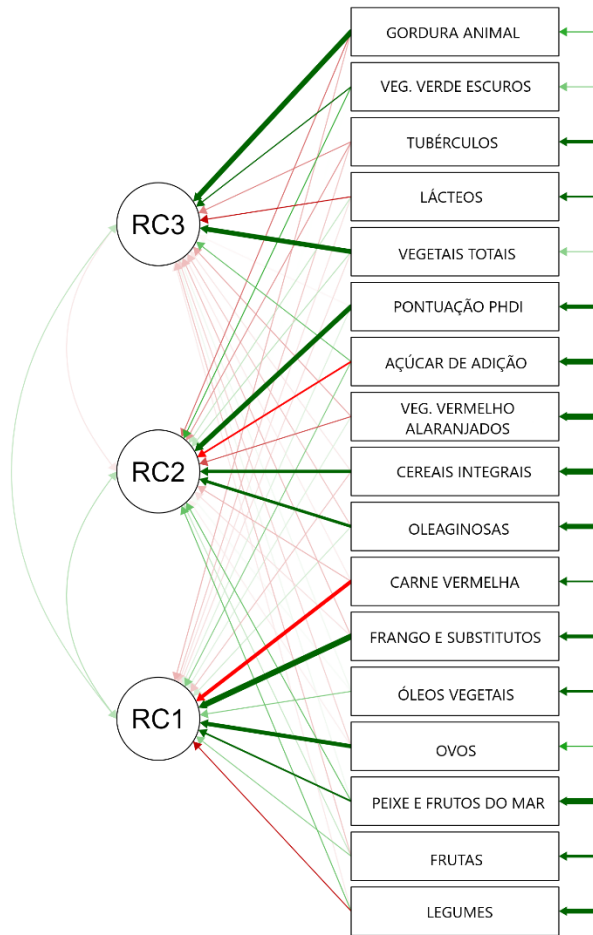 GORDURA ANIMAL
VEG. VERDE ESCUROS
TUBÉRCULOS
LÁCTEOS
RC3
VEGETAIS TOTAIS
PONTUAÇÃO PHDI
AÇÚCAR DE ADIÇÃO
VEG. VERMELHO
ALARANJADOS
RC2
CEREAIS INTEGRAIS
OLEAGINOSAS
CARNE VERMELHA
FRANGO E SUBSTITUTOS
ÓLEOS VEGETAIS
RC1
OVOS
PEIXE E FRUTOS DO MAR
FRUTAS
LEGUMES